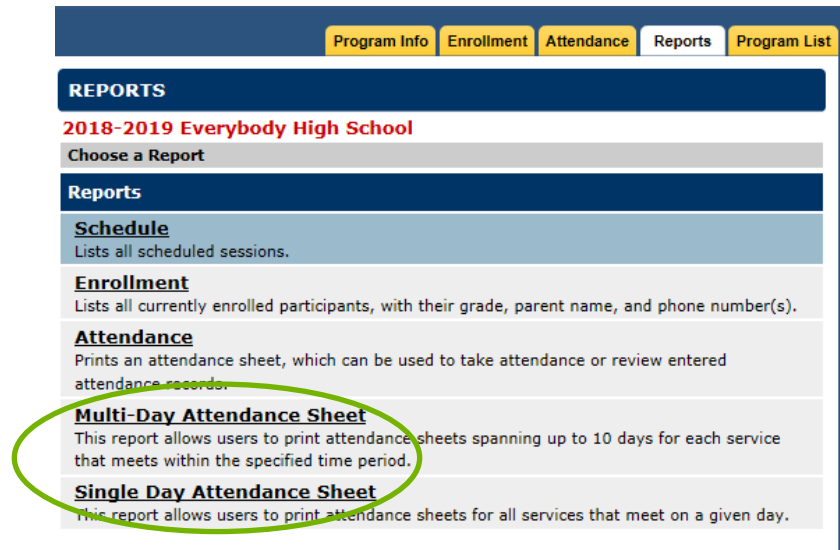 Program Info Enrollment Attendance Reports Program List
REPORTS
2018-2019 Everybody High School
Choose a Report
Reports
Schedule
Lists all scheduled sessions.
Enrollment
Lists all currently enrolled participants, with their grade, parent name, and phone number(s).
Attendance
Prints an attendance sheet, which can be used to take attendance or review entered
attendance records.
Multi-Day Attendance Sheet
This report allows users to print attendance sheets spanning up to 10 days for each service
that meets within the specified time period.
Single Day Attendance Sheet
This report allows users to print attendance sheets for all services that meet on a given day.